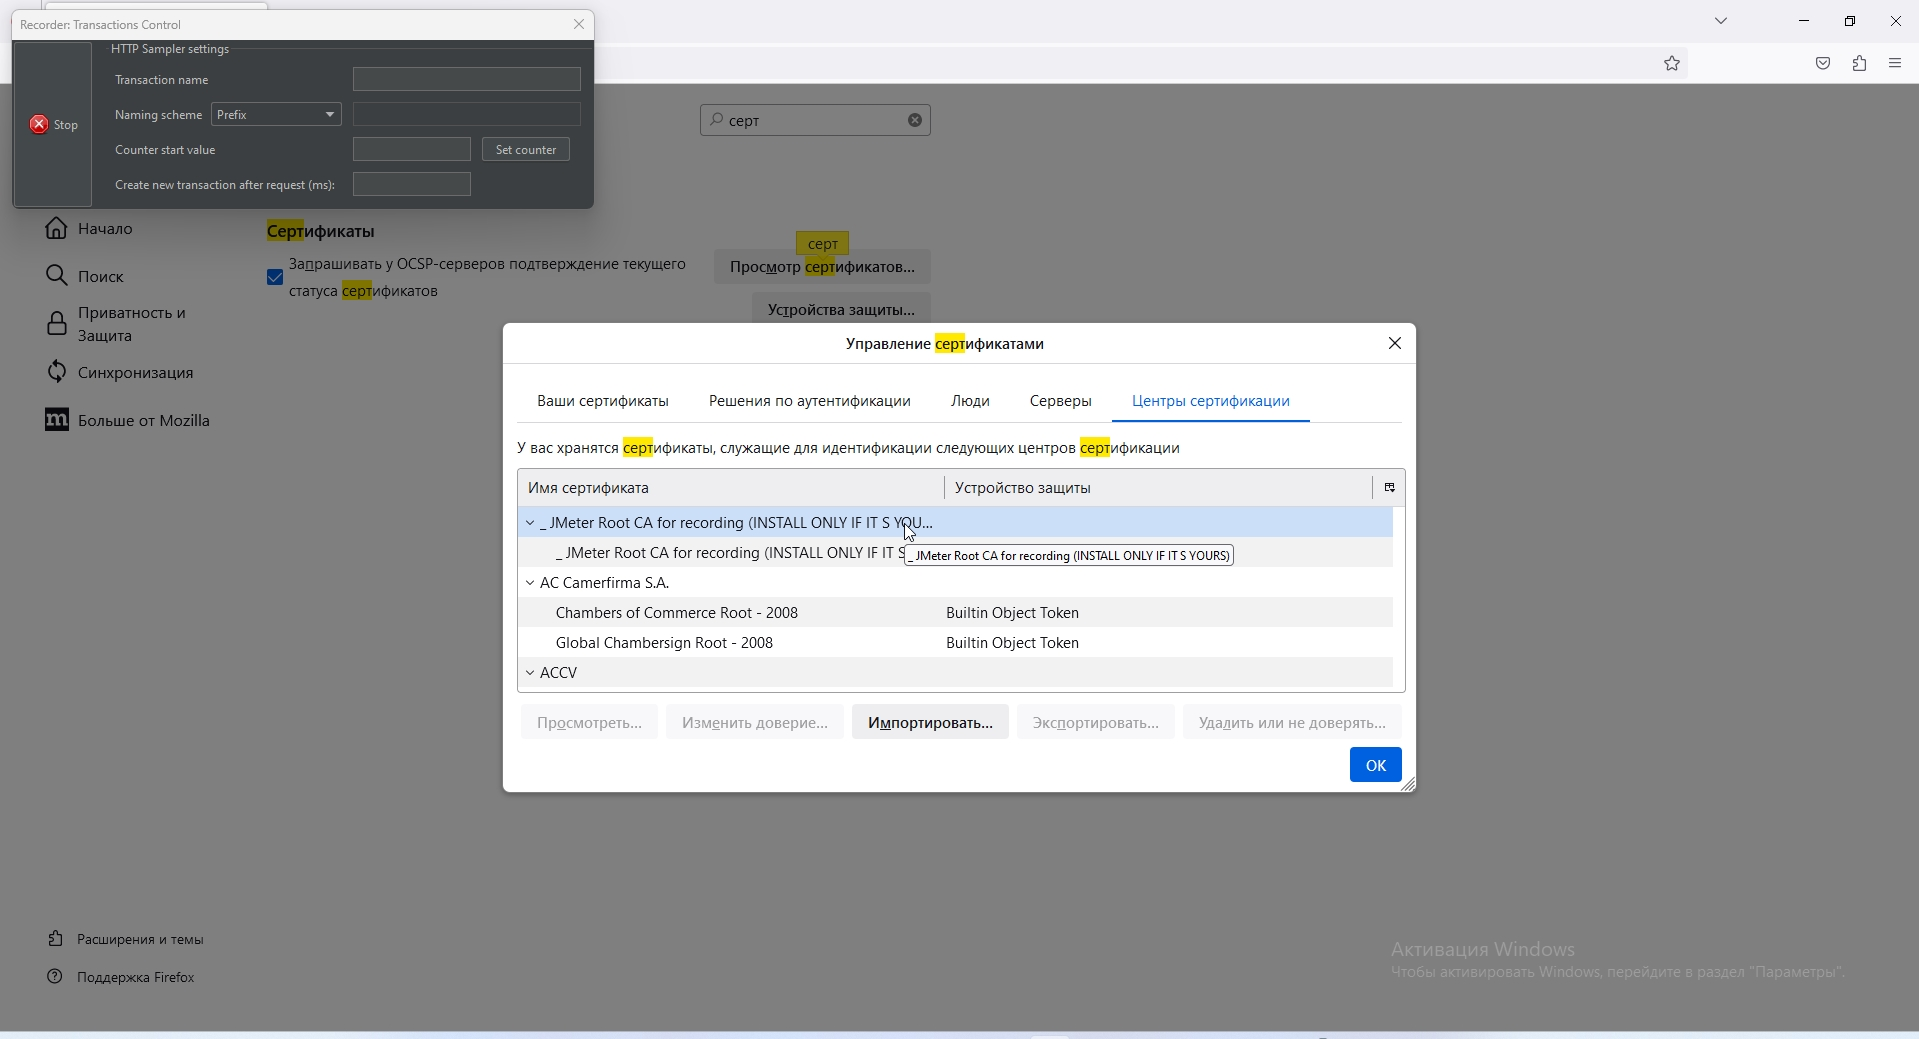 Recorder: Transactions Control
HTTP Sampler settings
Transaction name
Naming scheme Prefix
Stop
Counter start value Set counter
Create new transaction after request (ms):
серт
Начало
Поиск
Приватность и
Защита
Синхронизация
Больше от Mozilla
Сертификаты
Запрашивать у OCSP-серверов подтверждение текущего
статуса сертификатов
серт
Просмотр сертификатов...
Устройства защиты...
Управление сертификатами
Ваши сертификаты Решения по аутентификации Люди Серверы Центры сертификации
У вас хранятся сертификаты, служащие для идентификации следующих центров сертификации
Имя сертификата Устройство защиты
_ JMeter Root CA for recording (INSTALL ONLY IF IT S YOU...
_ JMeter Root CA for recording (INSTALL ONLY IF IT S
_ JMeter Root CA for recording (INSTALL ONLY IF IT S YOURS)
AC Camerfirma S.A.
Chambers of Commerce Root - 2008 Builtin Object Token
Global Chambersign Root - 2008 Builtin Object Token
ACCV
Просмотреть... Изменить доверие... Импортировать... Экспортировать... Удалить или не доверять...
OK
Расширения и темы
Поддержка Firefox
Активация Windows
Чтобы активировать Windows, перейдите в раздел "Параметры".